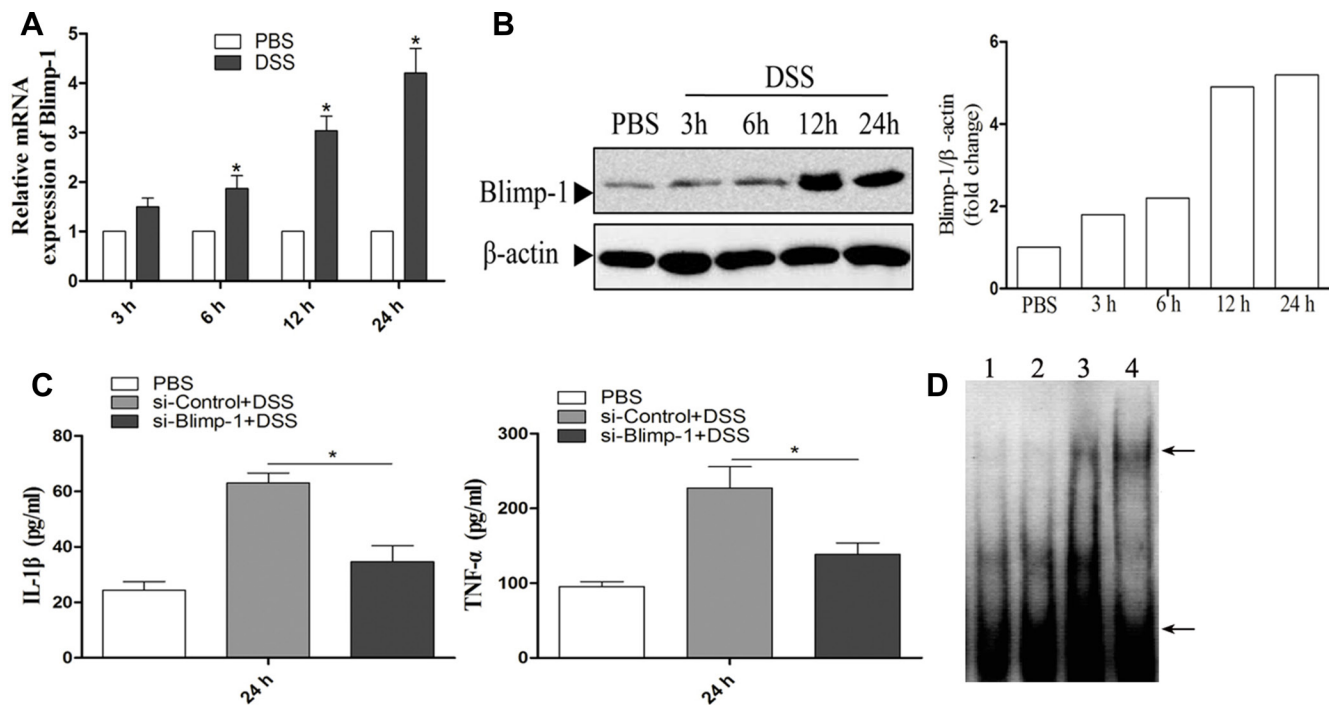 A
PBS
DSS
Relative mRNA
expression of Blimp-1
5
4
3
2
1
0
*
*
*
3 h
6 h
12 h
24 h
B
DSS
PBS 3h 6h 12h 24h
Blimp-1
β-actin
Blimp-1/β -actin
(fold change)
6
4
2
0
PBS 3 h 6 h 12 h 24 h
C
PBS
si-Control+DSS
si-Blimp-1+DSS
IL-1β (pg/ml)
80
60
40
20
0
*
24 h
PBS
si-Control+DSS
si-Blimp-1+DSS
TNF-α (pg/ml)
300
200
100
0
*
24 h
D
1 2 3 4